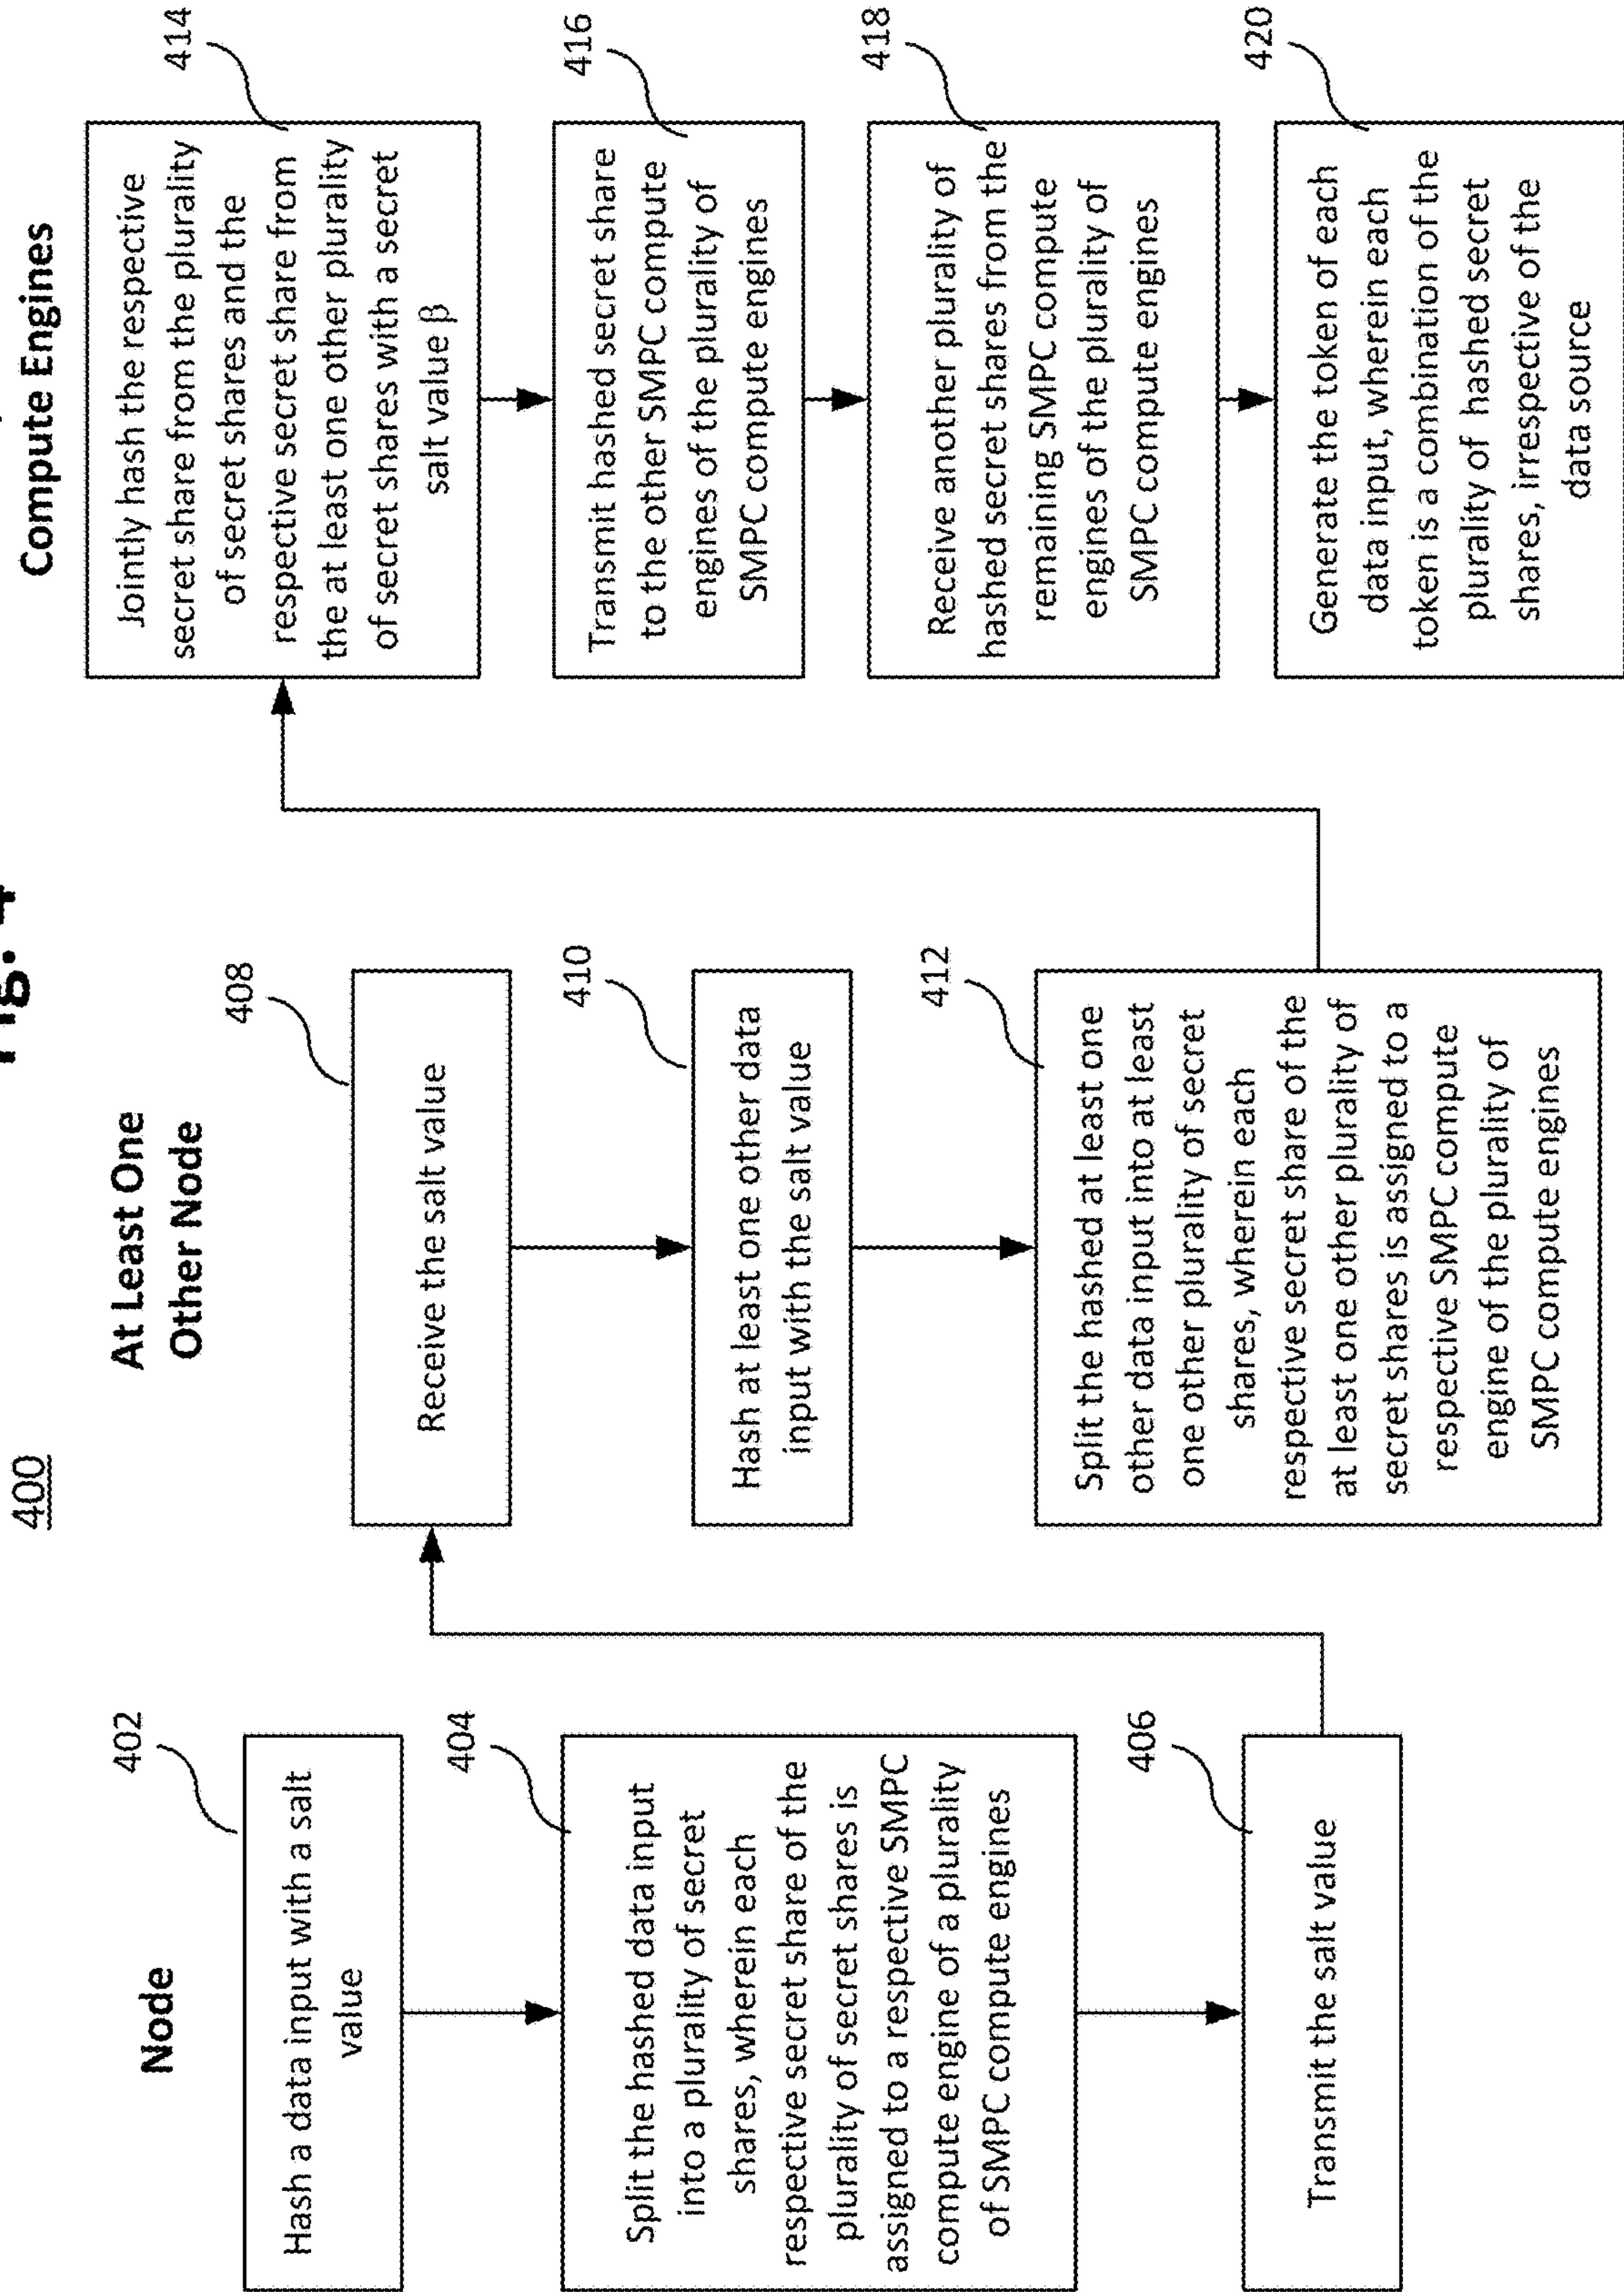 Fig. 4
400
Node
402
Hash a data input with a salt
value
404
Split the hashed data input
into a plurality of secret
shares, wherein each
respective secret share of the
plurality of secret shares is
assigned to a respective SMPC
compute engine of a plurality
of SMPC compute engines
406
Transmit the salt value
At Least One
Other Node
408
Receive the salt value
410
Hash at least one other data
input with the salt value
412
Split the hashed at least one
other data input into at least
one other plurality of secret
shares, wherein each
respective secret share of the
at least one other plurality of
secret shares is assigned to a
respective SMPC compute
engine of the plurality of
SMPC compute engines
Compute Engines
414
Jointly hash the respective
secret share from the plurality
of secret shares and the
respective secret share from
the at least one other plurality
of secret shares with a secret
salt value β
416
Transmit hashed secret share
to the other SMPC compute
engines of the plurality of
SMPC compute engines
418
Receive another plurality of
hashed secret shares from the
remaining SMPC compute
engines of the plurality of
SMPC compute engines
420
Generate the token of each
data input, wherein each
token is a combination of the
plurality of hashed secret
shares, irrespective of the
data source